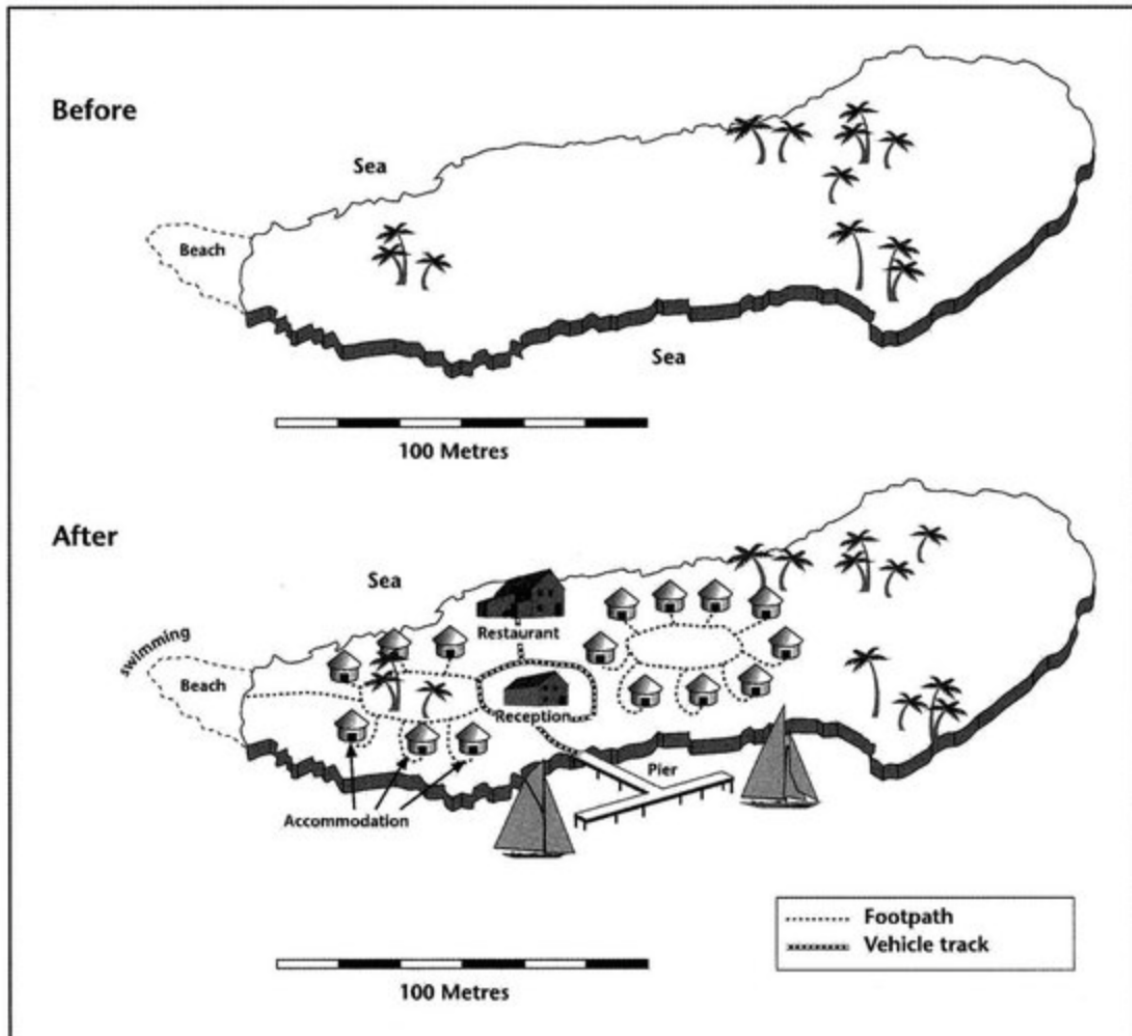 Before
Sea
Beach
Sea
100 Metres
After
Sea
swimming
Restaurant
Beach
Reception
Pier
Accommodation
Footpath
Vehicle track
100 Metres